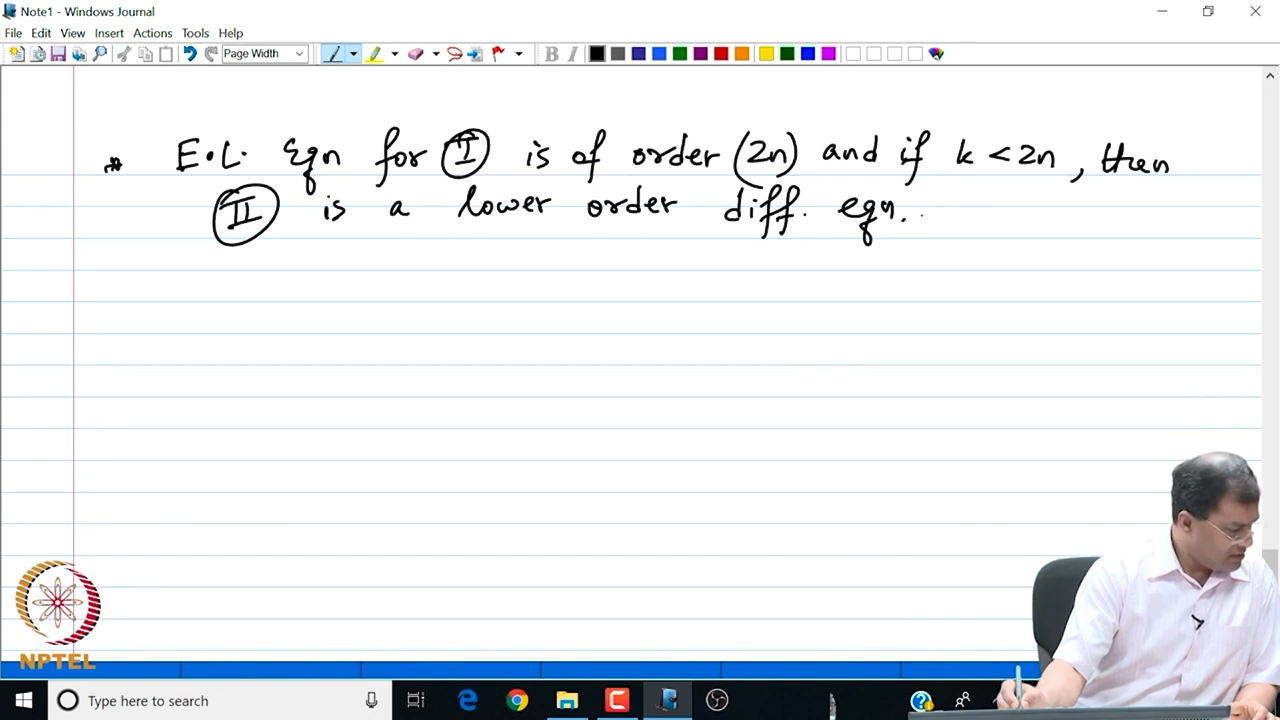 Note1 - Windows Journal
File Edit View Insert Actions Tools Help
Page Width B I
* E.L. Eqn for I is of order (2n) and if k < 2n, then
II is a lower order diff. eqn.
NPTEL
Type here to search